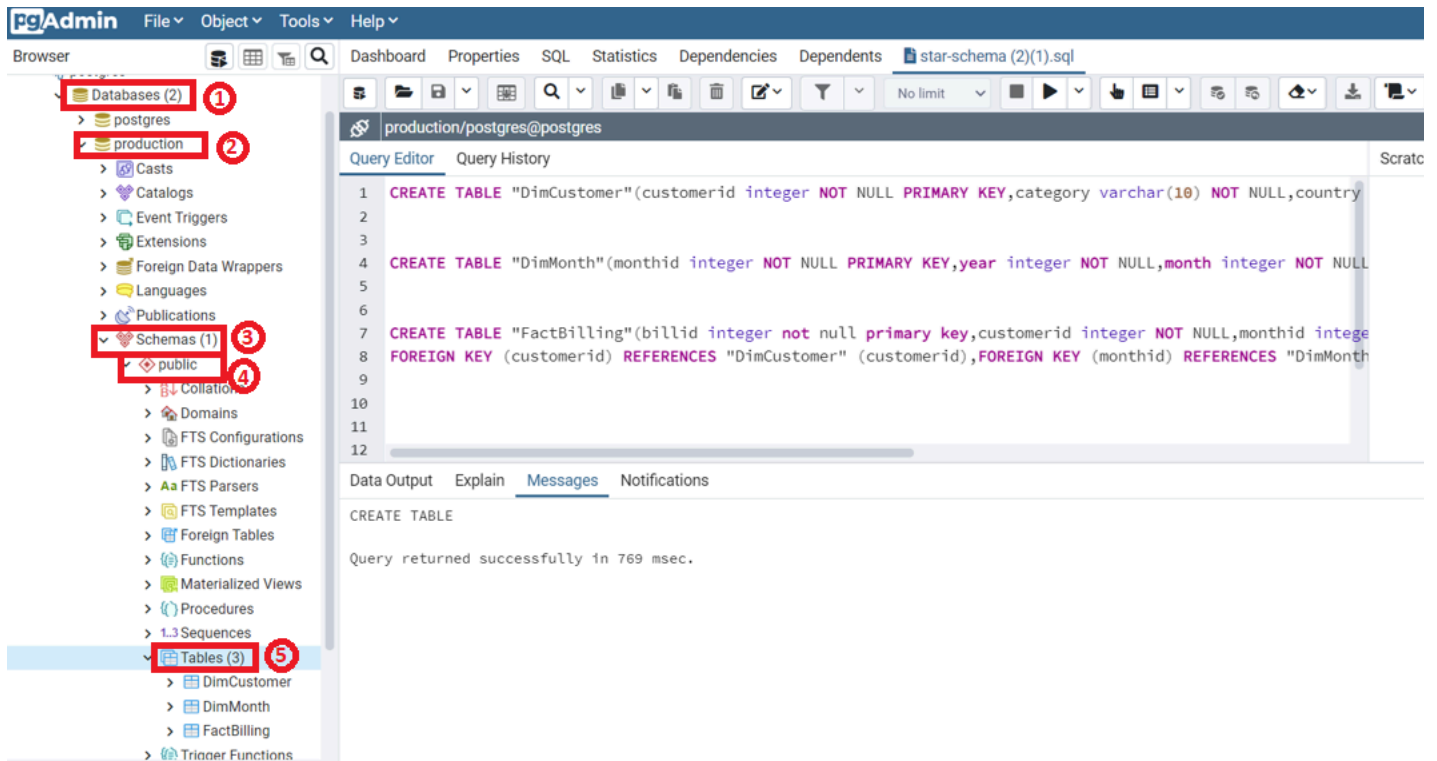 pgAdmin File Object Tools Help
Browser
Dashboard Properties SQL Statistics Dependencies Dependents star-schema (2)(1).sql
Databases (2) 1
postgres
production 2
Casts
Catalogs
Event Triggers
Extensions
Foreign Data Wrappers
Languages
Publications
Schemas (1) 3
public 4
Collations
Domains
FTS Configurations
FTS Dictionaries
Aa FTS Parsers
FTS Templates
Foreign Tables
Functions
Materialized Views
Procedures
1..3 Sequences
Tables (3) 5
DimCustomer
DimMonth
FactBilling
Trigger Functions
No limit
production/postgres@postgres
Query Editor Query History
Scratc
1 CREATE TABLE "DimCustomer"(customerid integer NOT NULL PRIMARY KEY,category varchar(10) NOT NULL,country
2
3
4 CREATE TABLE "DimMonth"(monthid integer NOT NULL PRIMARY KEY,year integer NOT NULL,month integer NOT NULL
5
6
7 CREATE TABLE "FactBilling"(billid integer not null primary key,customerid integer NOT NULL,monthid intege
8 FOREIGN KEY (customerid) REFERENCES "DimCustomer" (customerid),FOREIGN KEY (monthid) REFERENCES "DimMonth
9
10
11
12
Data Output Explain Messages Notifications
CREATE TABLE
Query returned successfully in 769 msec.